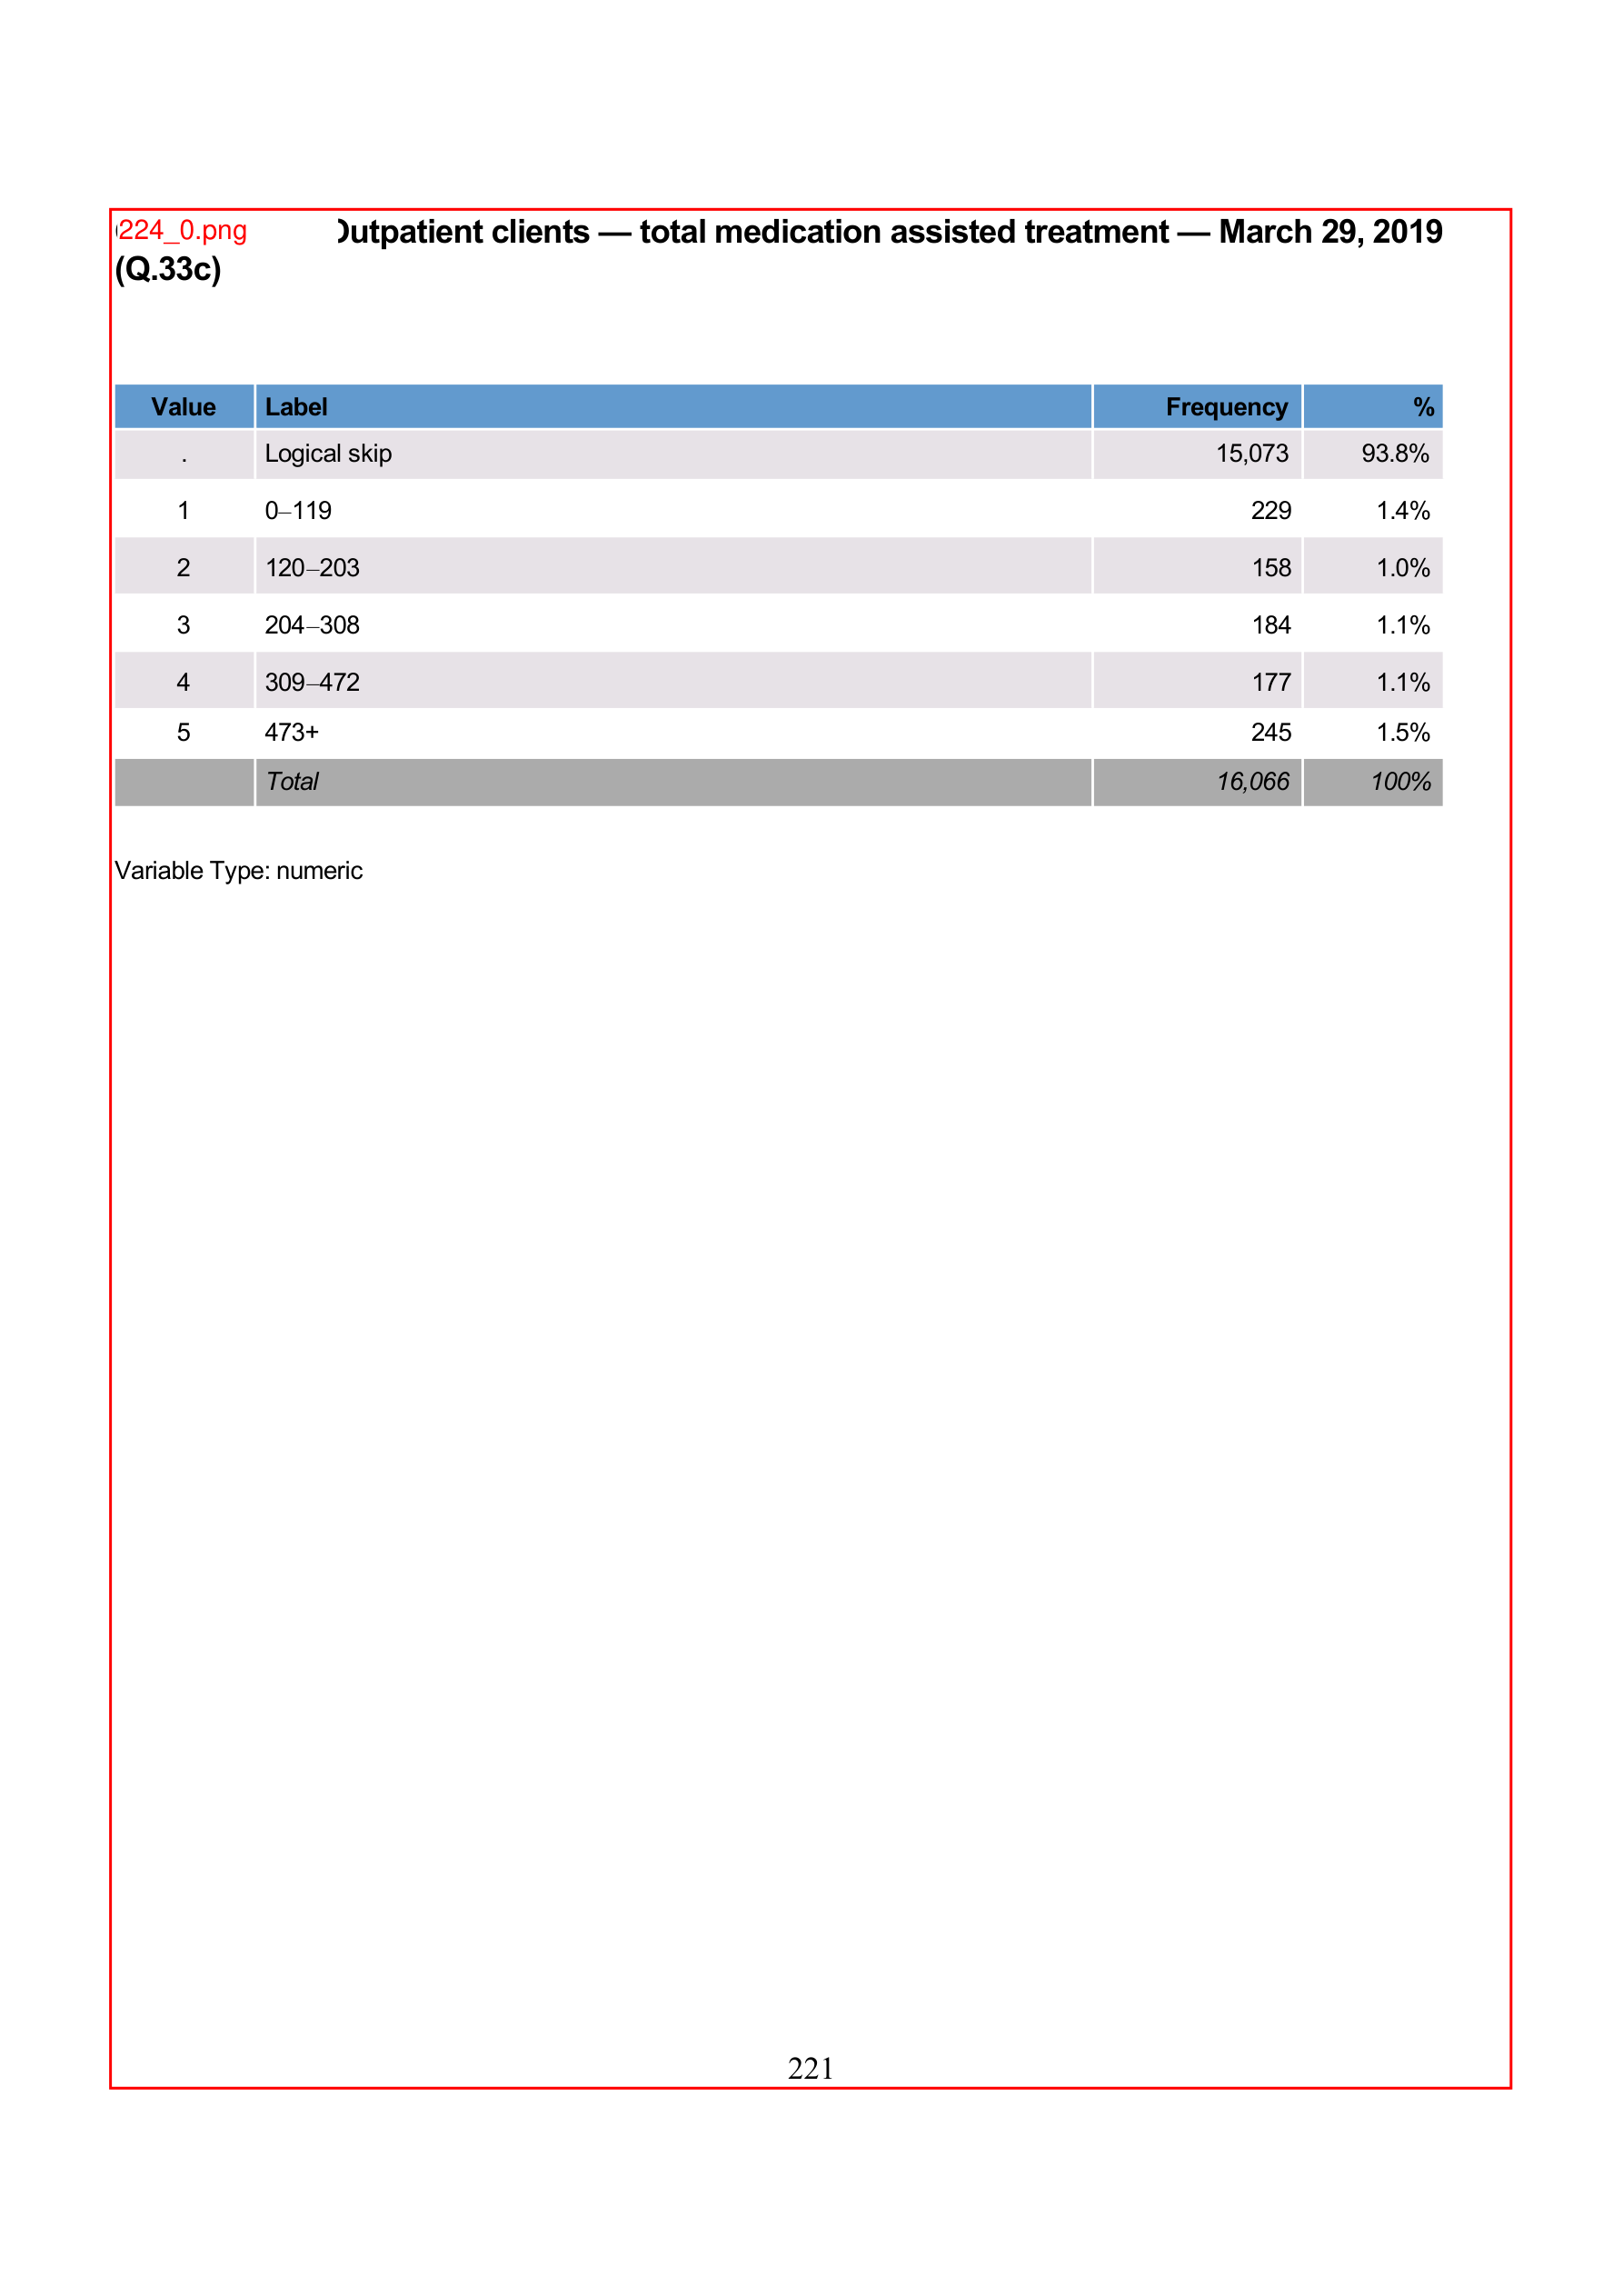 224_0.png Outpatient clients — total medication assisted treatment — March 29, 2019
(Q.33c)
Value Label Frequency %
. Logical skip 15,073 93.8%
1 0–119 229 1.4%
2 120–203 158 1.0%
3 204–308 184 1.1%
4 309–472 177 1.1%
5 473+ 245 1.5%
Total 16,066 100%
Variable Type: numeric
221